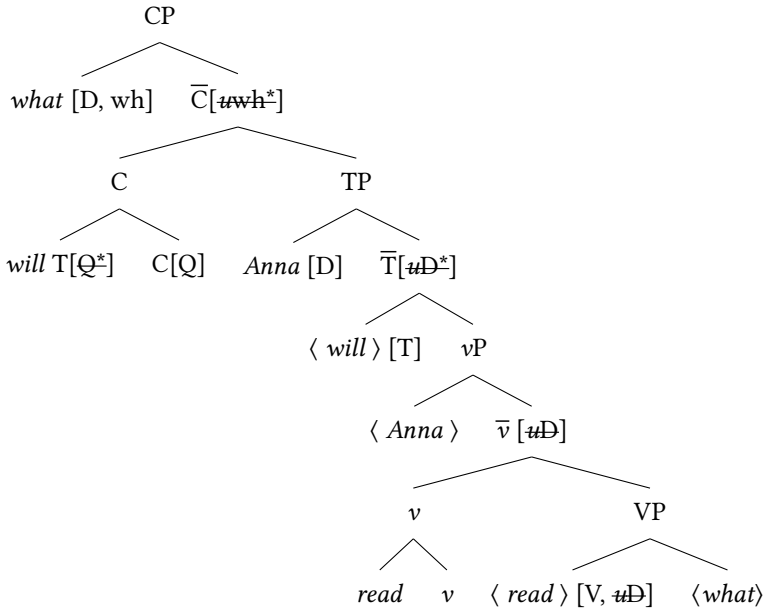 CP
what [D, wh] C̅[uwh*]
C TP
will T[Q*] C[Q] Anna [D] T̅[uD*]
⟨ will ⟩ [T] vP
⟨ Anna ⟩ v̅ [uD]
v VP
read v ⟨ read ⟩ [V, uD] ⟨what⟩